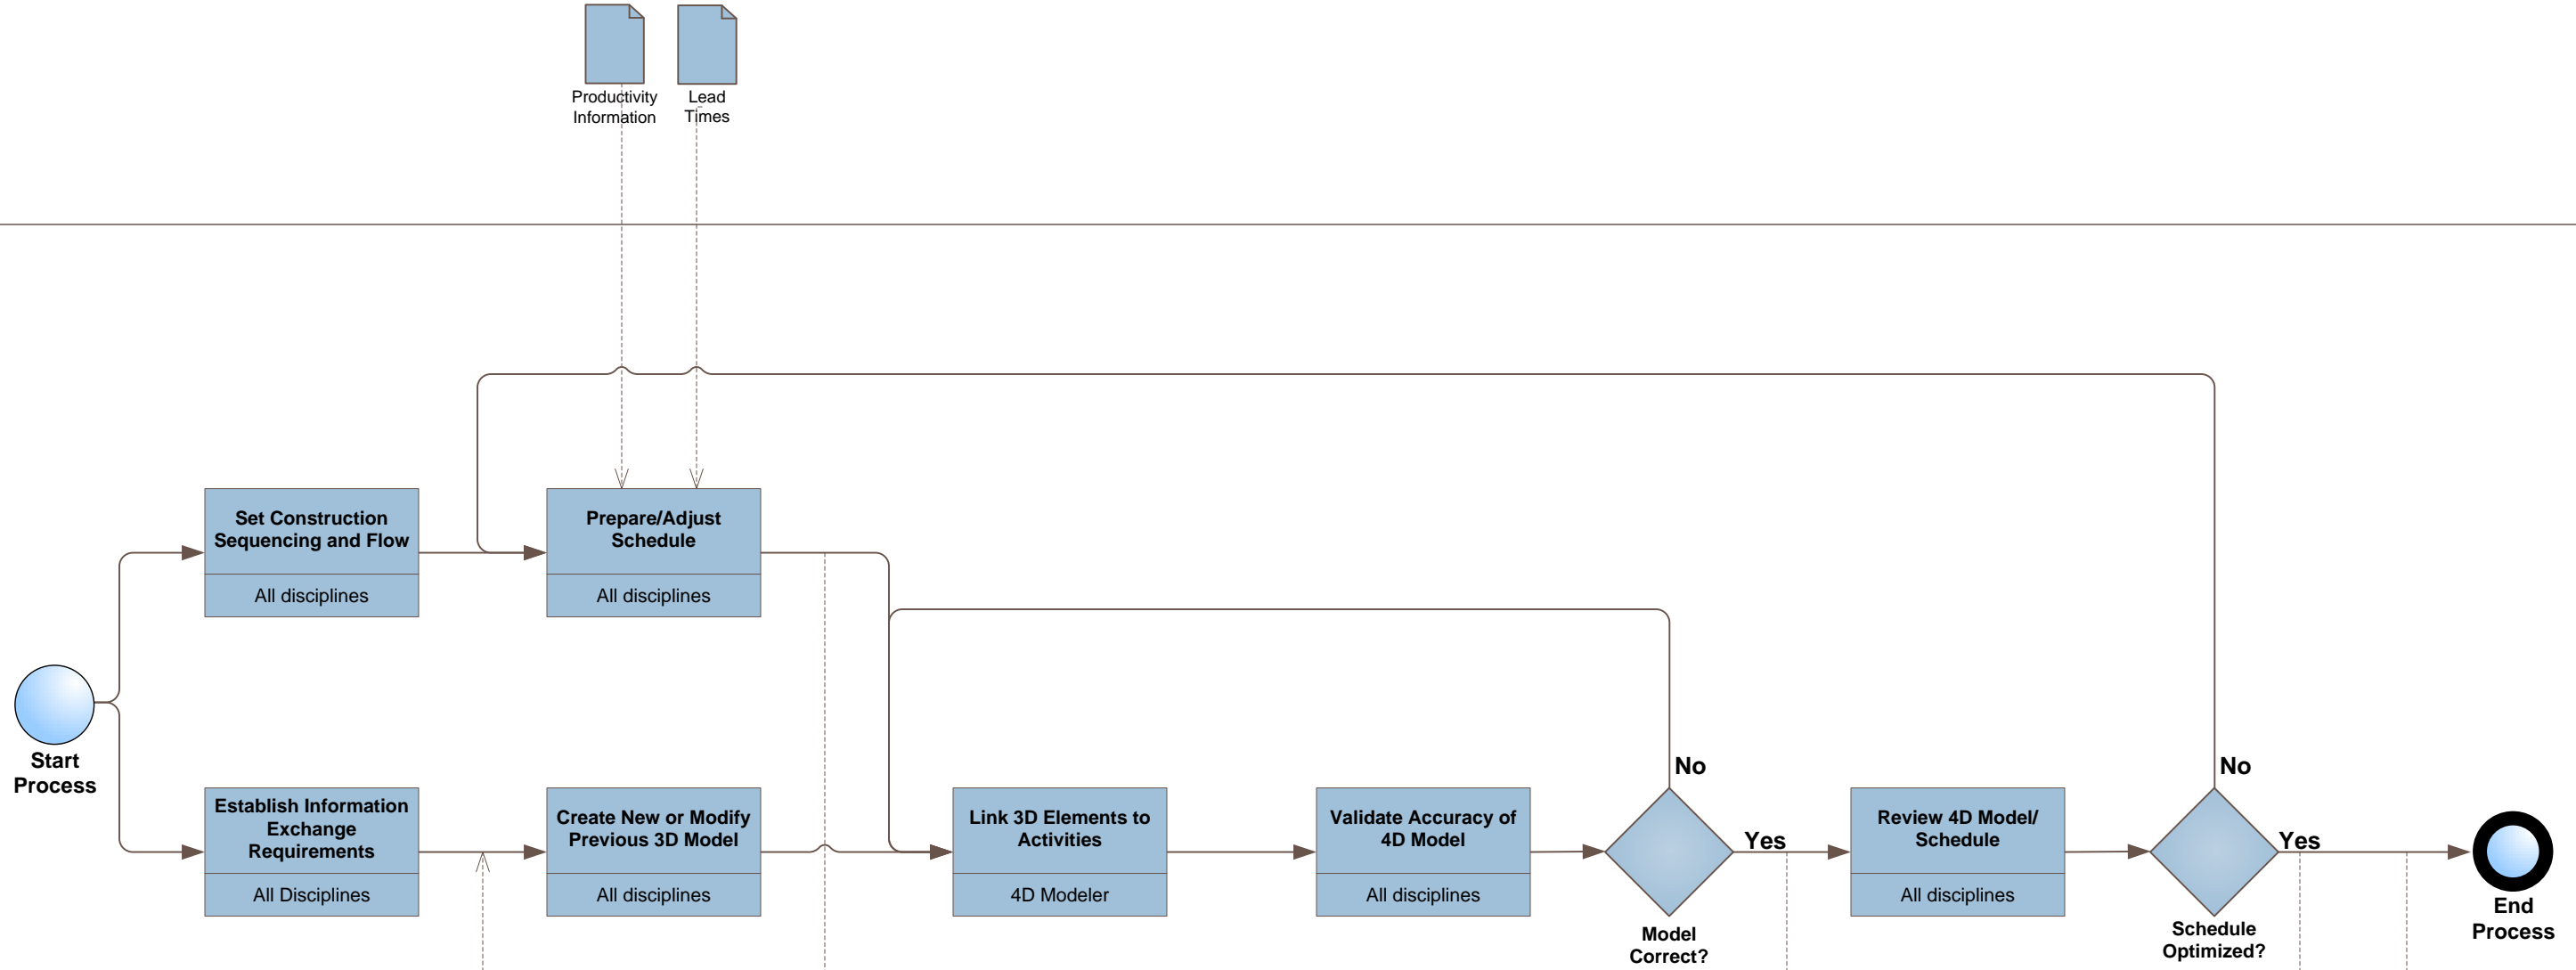 Productivity
Information
Lead
Times
Set Construction
Sequencing and Flow
All disciplines
Prepare/Adjust
Schedule
All disciplines
Start
Process
Establish Information
Exchange
Requirements
All Disciplines
Create New or Modify
Previous 3D Model
All disciplines
Link 3D Elements to
Activities
4D Modeler
Validate Accuracy of
4D Model
All disciplines
No
Yes
Model
Correct?
Review 4D Model/
Schedule
All disciplines
No
Yes
Schedule
Optimized?
End
Process